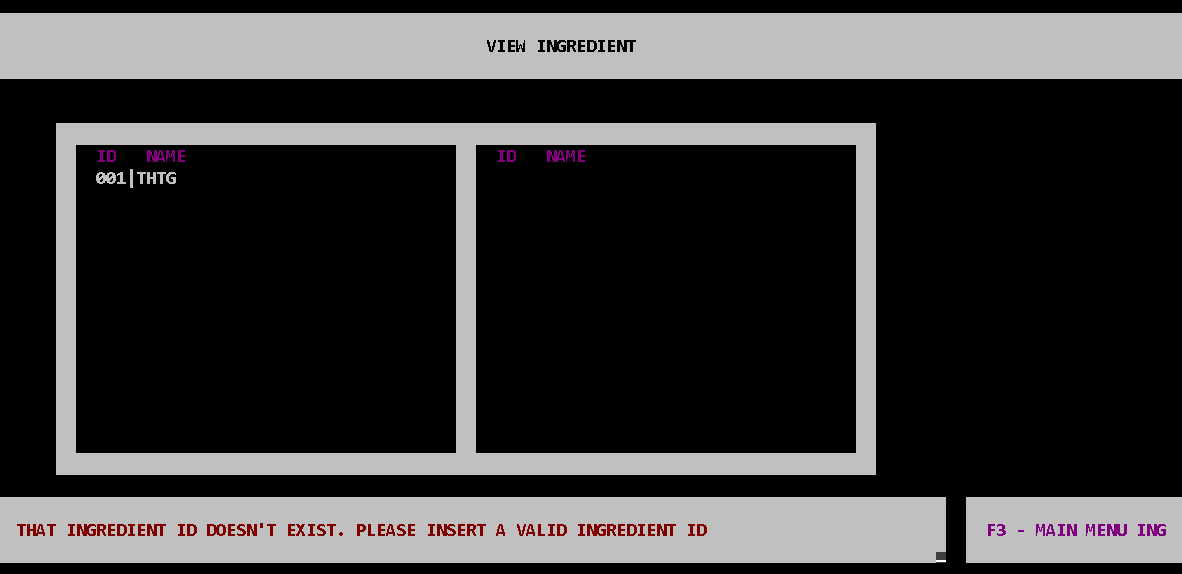 VIEW INGREDIENT
ID NAME
001|THTG
ID NAME
THAT INGREDIENT ID DOESN'T EXIST. PLEASE INSERT A VALID INGREDIENT ID
F3 - MAIN MENU ING